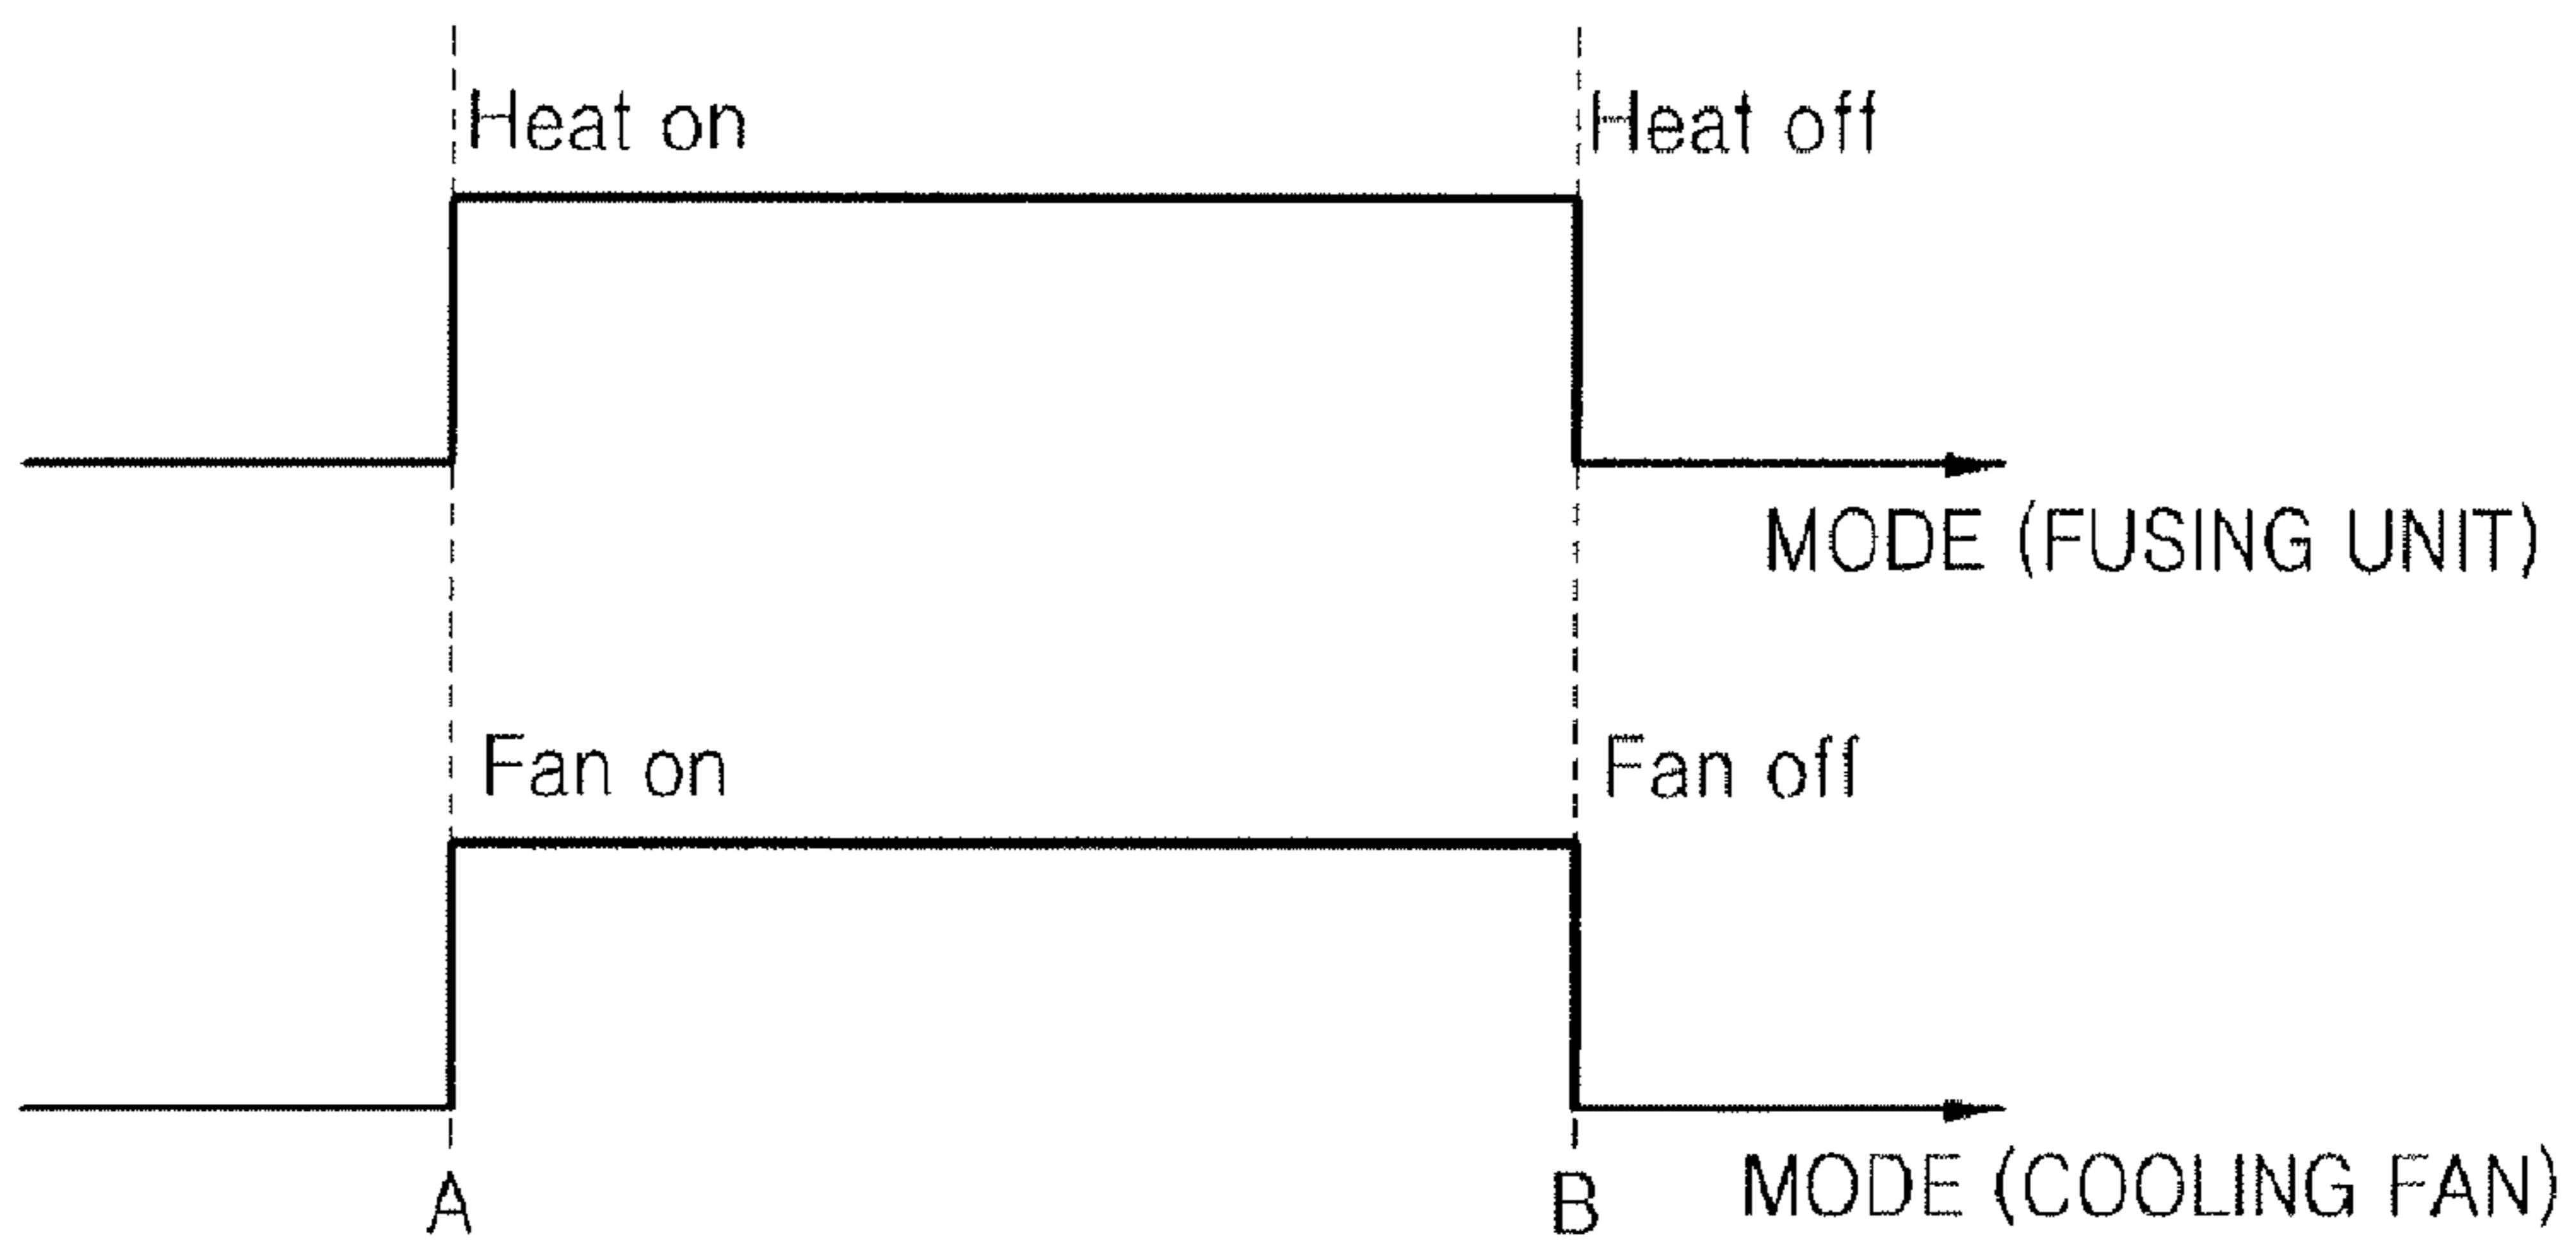 Heat on
Heat off
MODE (FUSING UNIT)
Fan on
Fan off
A
B
MODE (COOLING FAN)